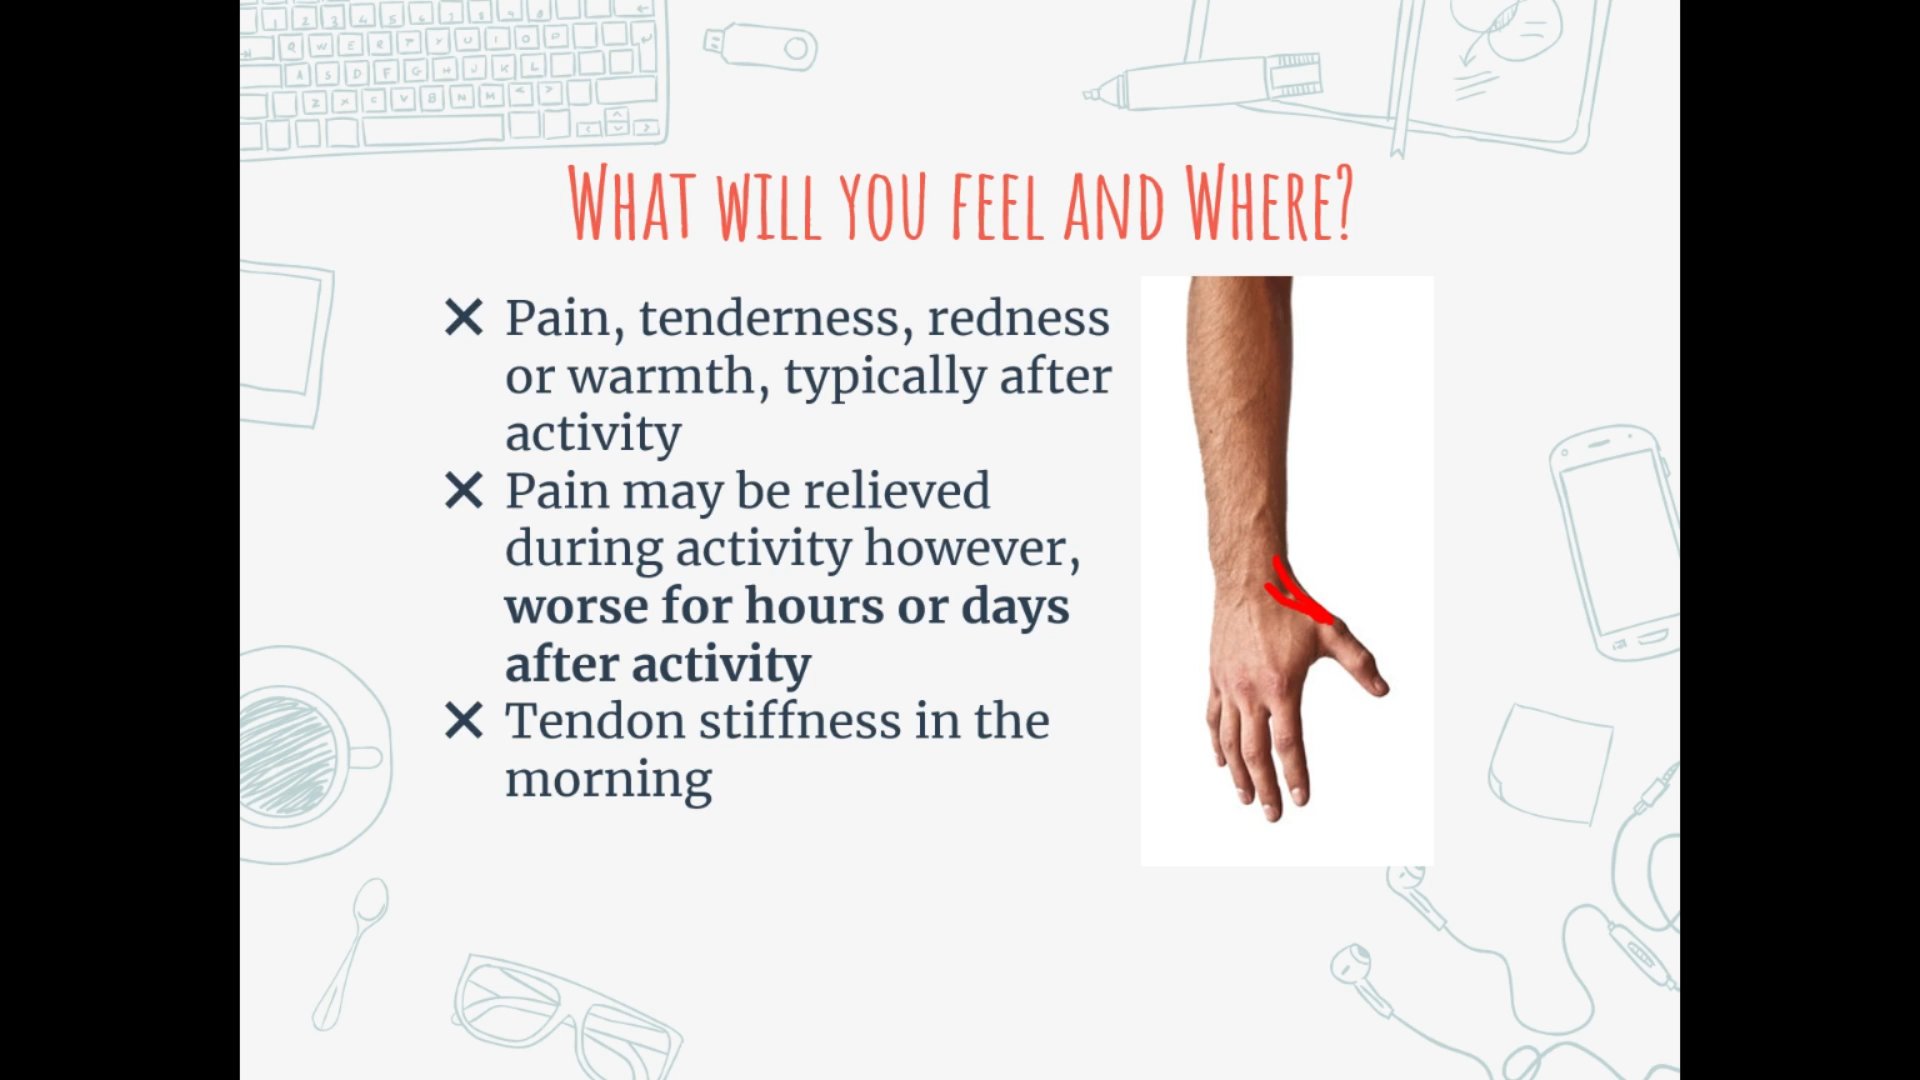 WHAT WILL YOU FEEL AND WHERE?
Pain, tenderness, redness
or warmth, typically after
activity
Pain may be relieved
during activity however,
worse for hours or days
after activity
Tendon stiffness in the
morning